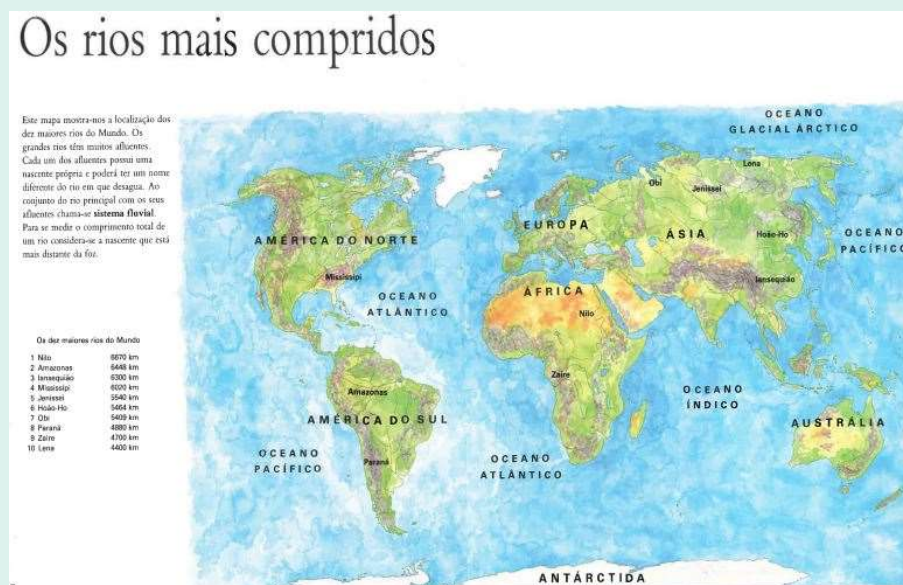 Os rios mais compridos
Este mapa mostra-nos a localização dos
dez maiores rios do Mundo. Os
grandes rios têm muitos afluentes.
Cada um dos afluentes possui uma
nascente própria e poderá ter um nome
diferente do rio em que desagua. Ao
conjunto do rio principal com os seus
afluentes chama-se sistema fluvial.
Para se medir o comprimento total de
um rio considera-se a nascente que está
mais distante da foz.
Os dez maiores rios do Mundo
1 Nilo 6670 km
2 Amazonas 6448 km
3 Iansequião 6300 km
4 Mississipi 6020 km
5 Jenissei 5540 km
6 Hoão-Ho 5464 km
7 Obi 5409 km
8 Paraná 4880 km
9 Zaire 4700 km
10 Lena 4400 km
OCEANO
GLACIAL ÁRCTICO
Lena
Obi
Jenissei
EUROPA
ÁSIA
AMÉRICA DO NORTE
Hoão-Ho
OCEANO
PACÍFICO
Mississipi
Iansequião
ÁFRICA
OCEANO
ATLÂNTICO
Nilo
Zaire
Amazonas
OCEANO
ÍNDICO
AMÉRICA DO SUL
AUSTRÁLIA
OCEANO
PACÍFICO
Paraná
OCEANO
ATLÂNTICO
ANTÁRCTIDA